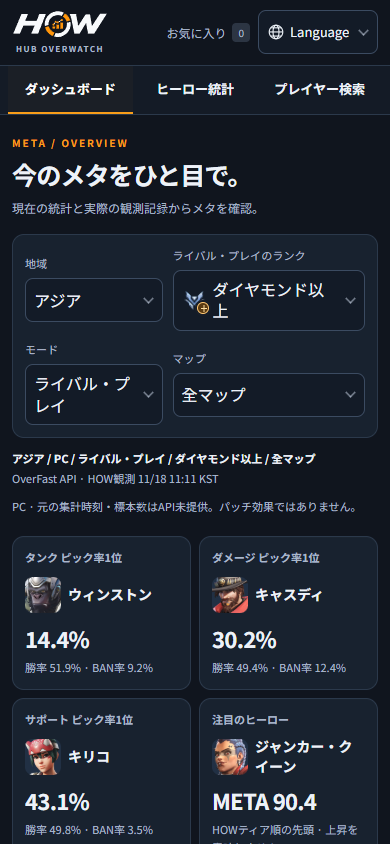 HOW
HUB OVERWATCH
お気に入り 0
Language
ダッシュボード
ヒーロー統計
プレイヤー検索
META / OVERVIEW
今のメタをひと目で。
現在の統計と実際の観測記録からメタを確認。
地域
アジア
ライバル・プレイのランク
ダイヤモンド以
上
モード
ライバル・プ
レイ
マップ
全マップ
アジア / PC / ライバル・プレイ / ダイヤモンド以上 / 全マップ
OverFast API · HOW観測 11/18 11:11 KST
PC · 元の集計時刻・標本数はAPI未提供。パッチ効果ではありません。
タンク ピック率1位
ウィンストン
14.4%
勝率 51.9% · BAN率 9.2%
ダメージ ピック率1位
キャスディ
30.2%
勝率 49.4% · BAN率 12.4%
サポート ピック率1位
キリコ
43.1%
勝率 49.8% · BAN率 3.5%
注目のヒーロー
ジャンカー・ク
イーン
META 90.4
HOWティア順の先頭・上昇を